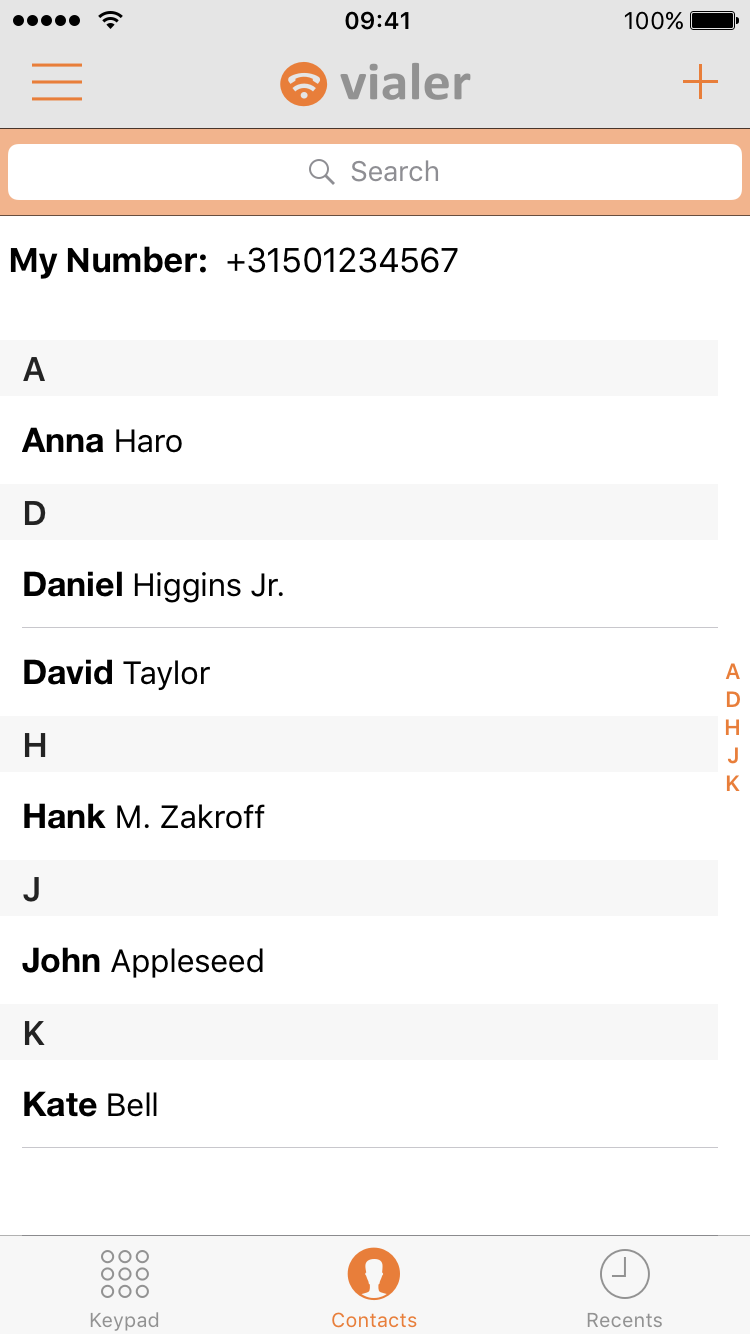 09:41 100%
vialer
Search
My Number: +31501234567
A
Anna Haro
D
Daniel Higgins Jr.
David Taylor
H
Hank M. Zakroff
J
John Appleseed
K
Kate Bell
A
D
H
J
K
Keypad Contacts Recents